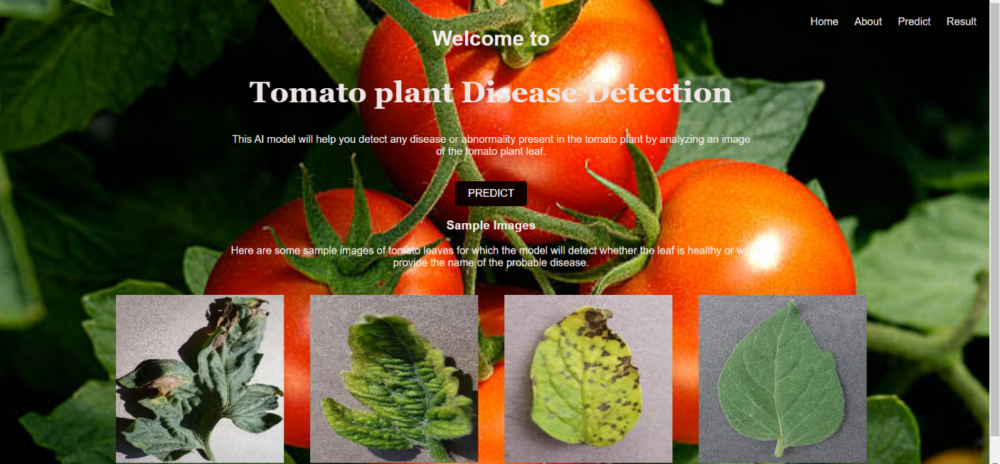 Home About Predict Result
Welcome to
Tomato plant Disease Detection
This AI model will help you detect any disease or abnormality present in the tomato plant by analyzing an image
of the tomato plant leaf.
PREDICT
Sample Images
Here are some sample images of tomato leaves for which the model will detect whether the leaf is healthy or will
provide the name of the probable disease.